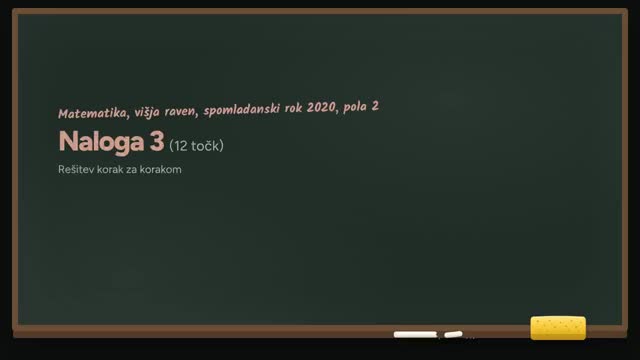 Matematika, višja raven, spomladanski rok 2020, pola 2
Naloga 3 (12 točk)
Rešitev korak za korakom